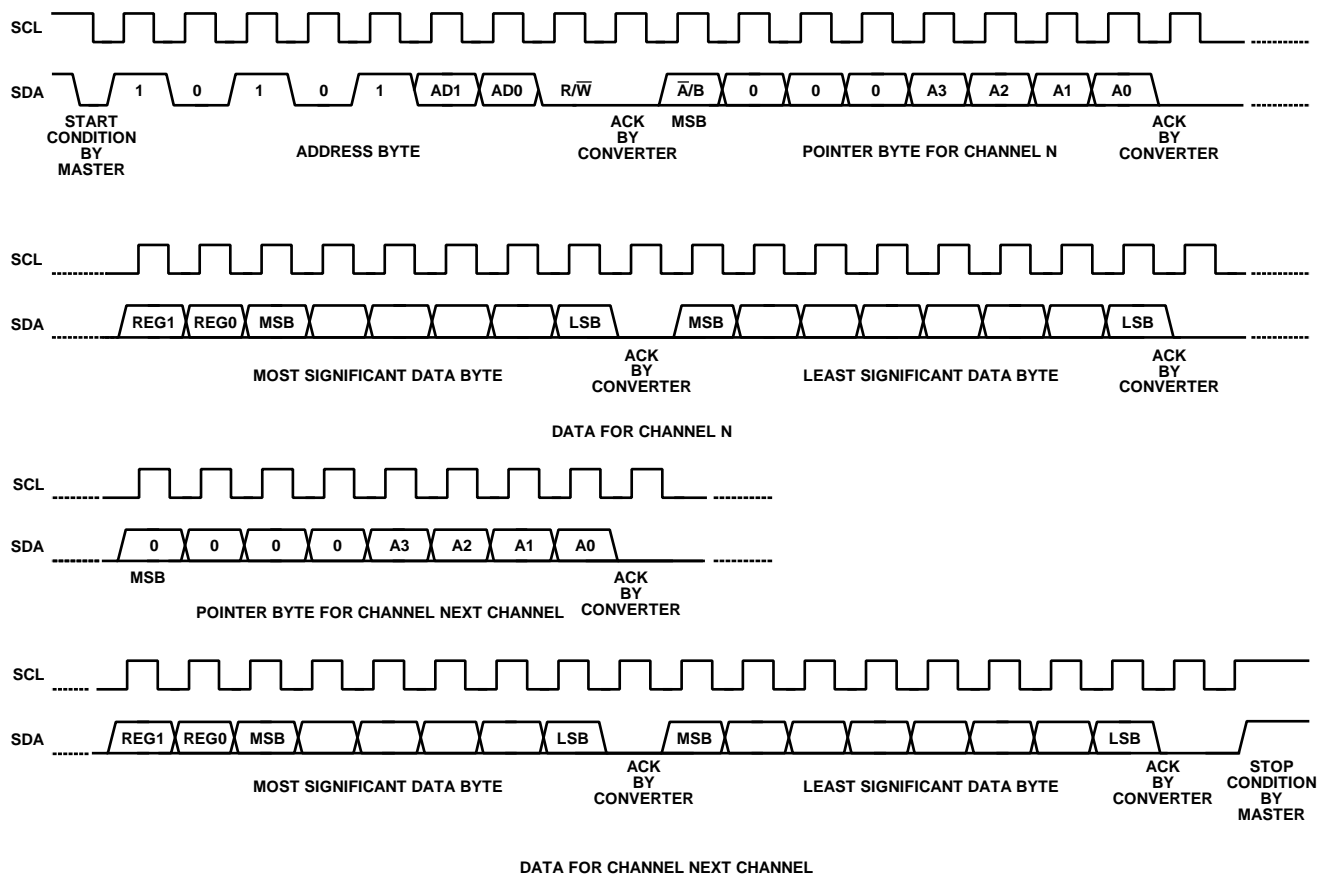 SCL
SDA 1 0 1 0 1 AD1 AD0 R/W̅ A̅/B 0 0 0 A3 A2 A1 A0
START CONDITION BY MASTER
ADDRESS BYTE
ACK BY CONVERTER
MSB
POINTER BYTE FOR CHANNEL N
ACK BY CONVERTER
SCL
SDA REG1 REG0 MSB LSB MSB LSB
MOST SIGNIFICANT DATA BYTE
ACK BY CONVERTER
LEAST SIGNIFICANT DATA BYTE
ACK BY CONVERTER
DATA FOR CHANNEL N
SCL
SDA 0 0 0 0 A3 A2 A1 A0
MSB
POINTER BYTE FOR CHANNEL NEXT CHANNEL
ACK BY CONVERTER
SCL
SDA REG1 REG0 MSB LSB MSB LSB
MOST SIGNIFICANT DATA BYTE
ACK BY CONVERTER
LEAST SIGNIFICANT DATA BYTE
ACK BY CONVERTER
STOP CONDITION BY MASTER
DATA FOR CHANNEL NEXT CHANNEL